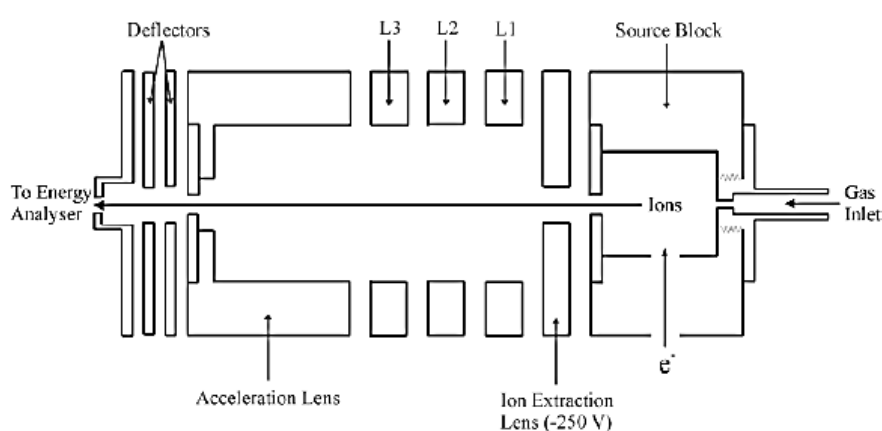 Deflectors
L3
L2
L1
Source Block
To Energy
Analyser
Ions
Gas
Inlet
e-
Acceleration Lens
Ion Extraction
Lens (-250 V)